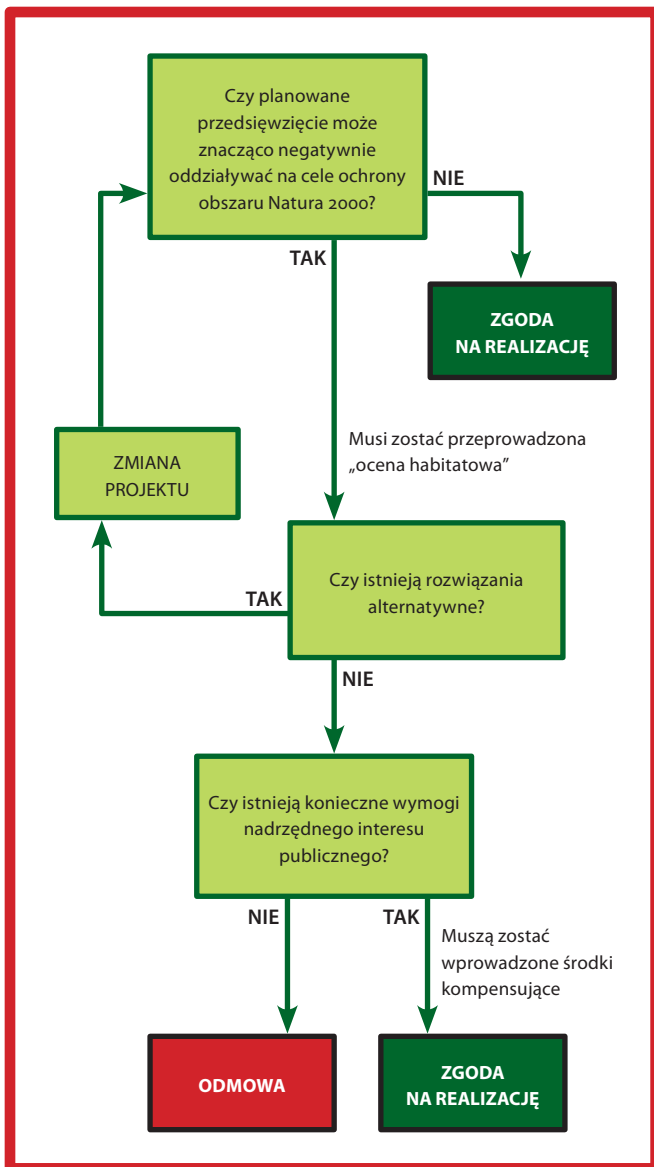 Czy planowane
przedsięwzięcie może
znacząco negatywnie
oddziaływać na cele ochrony
obszaru Natura 2000?
NIE
TAK
ZGODA
NA REALIZACJĘ
Musi zostać przeprowadzona
„ocena habitatowa”
ZMIANA
PROJEKTU
Czy istnieją rozwiązania
alternatywne?
TAK
NIE
Czy istnieją konieczne wymogi
nadrzędnego interesu
publicznego?
NIE
TAK
Muszą zostać
wprowadzone środki
kompensujące
ODMOWA
ZGODA
NA REALIZACJĘ